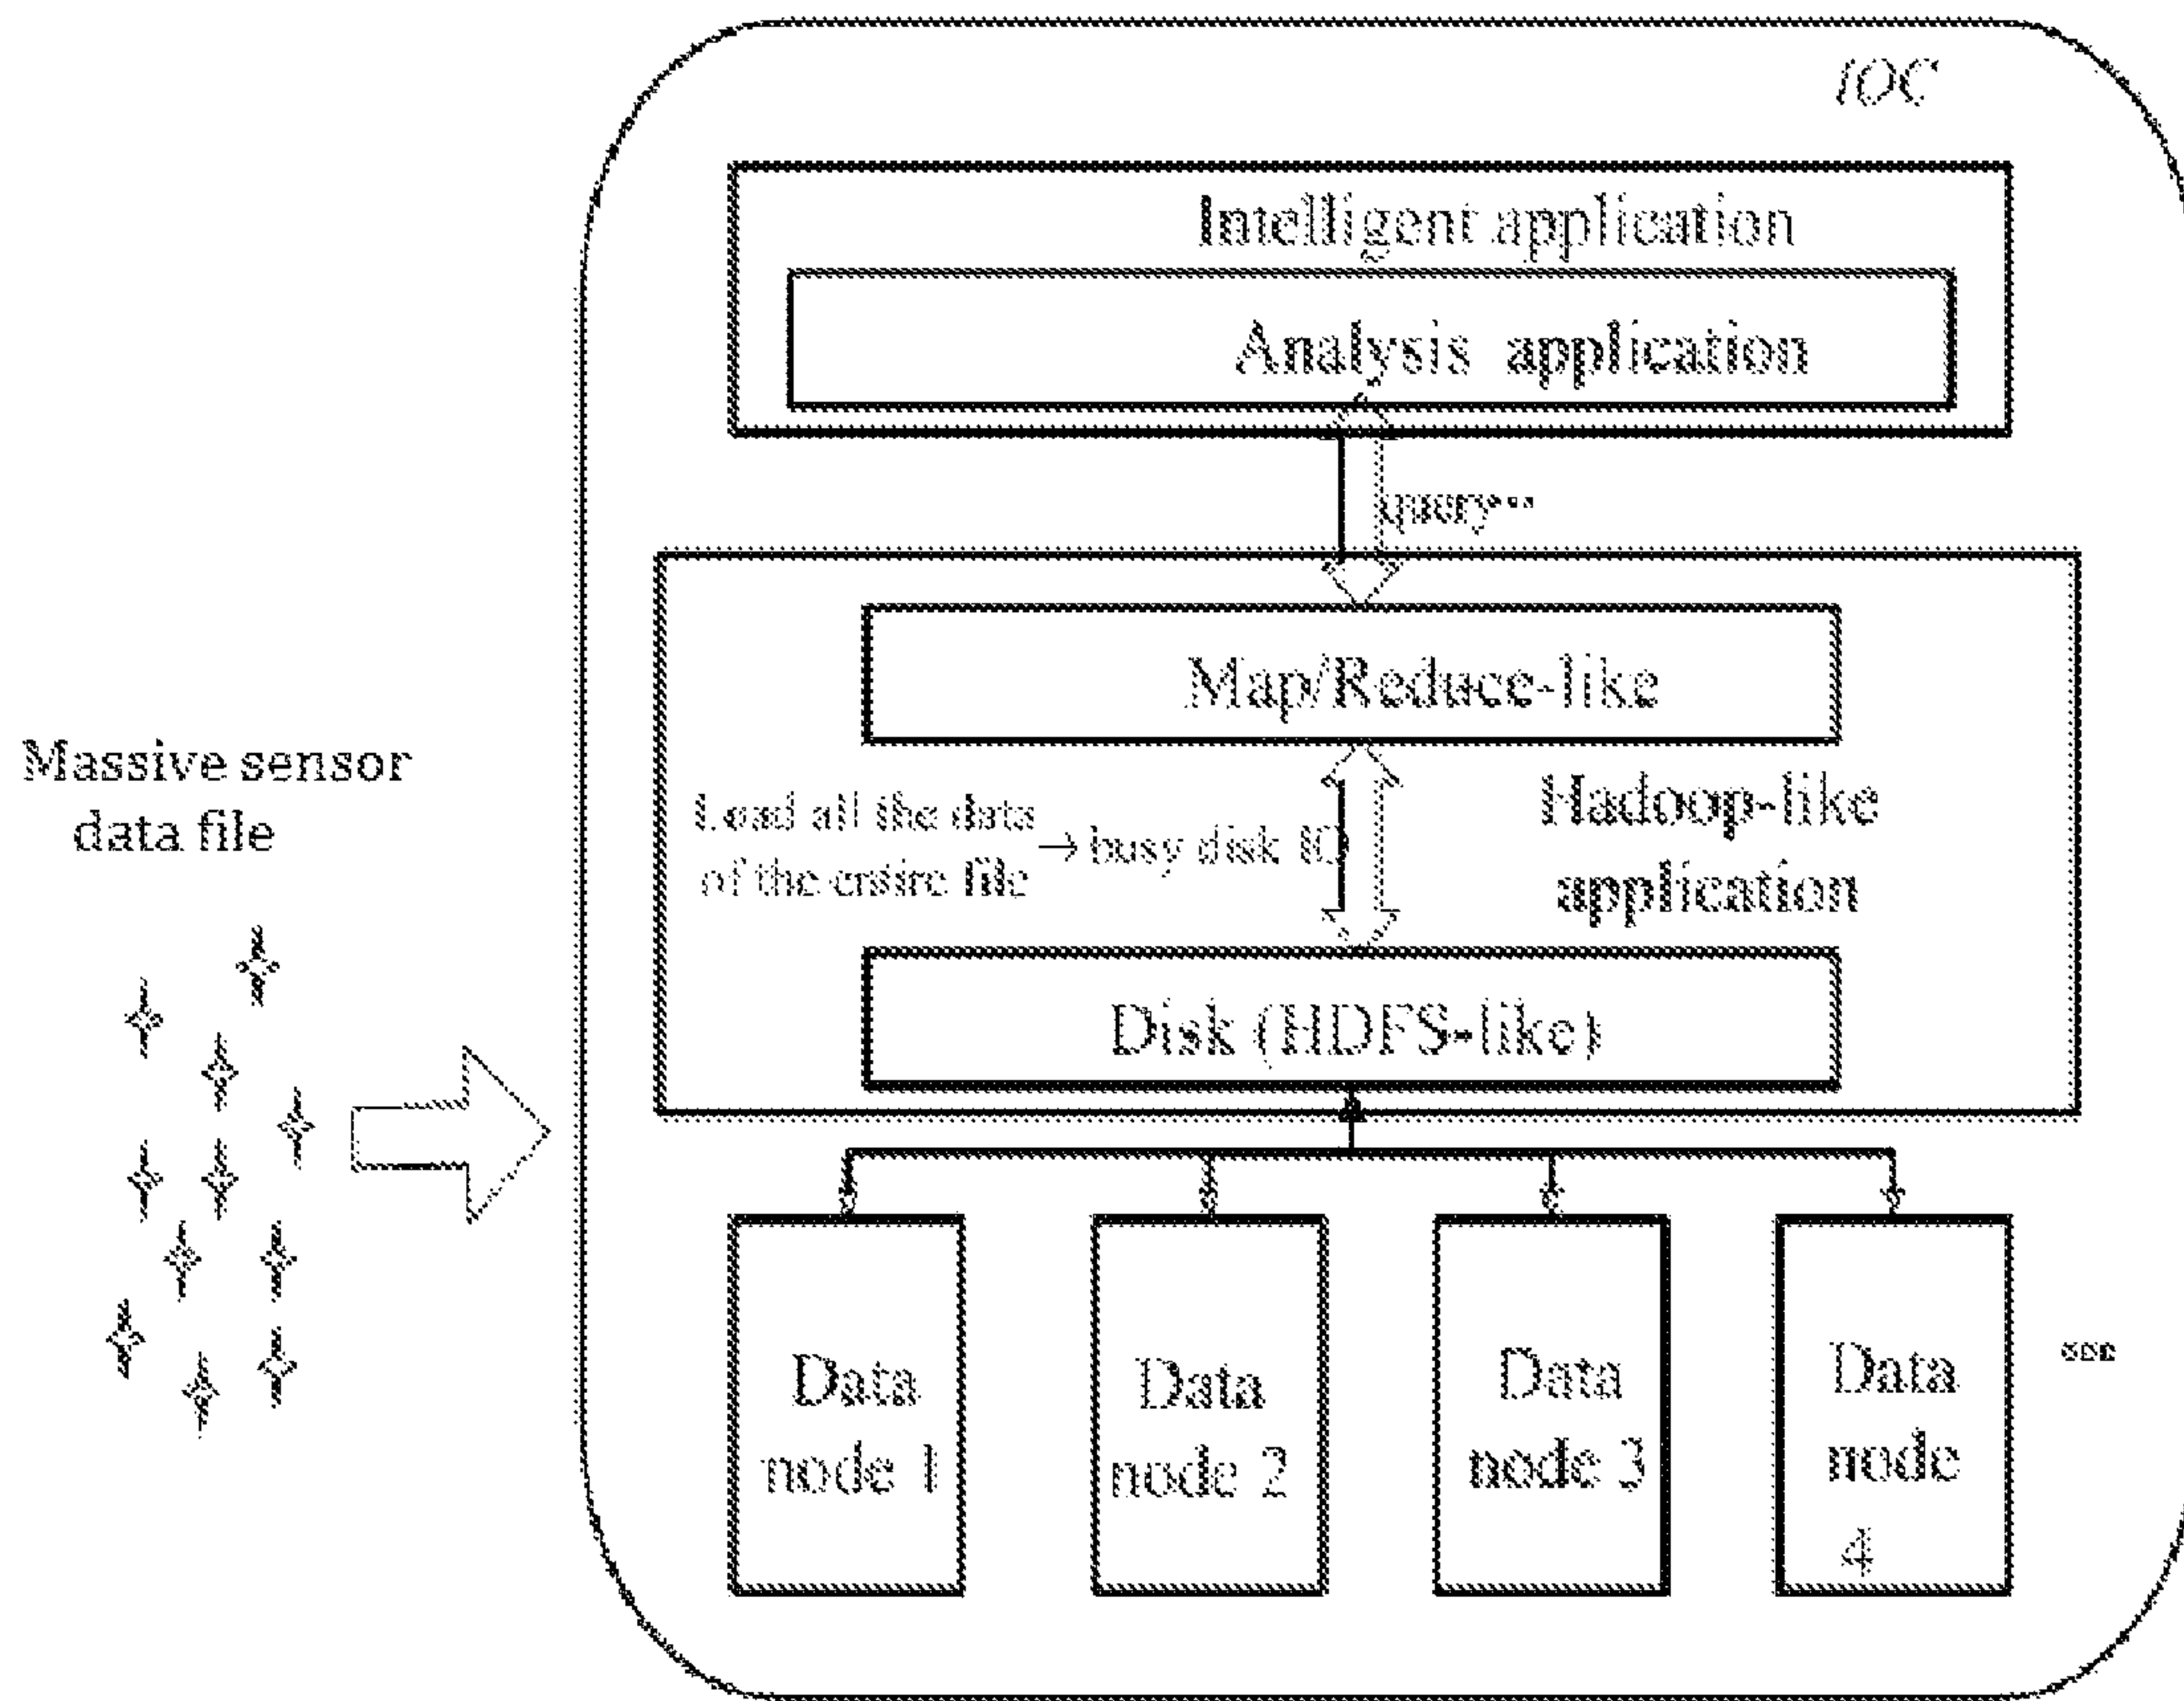 IOC
Intelligent application
Analysis application
query...
Map/Reduce-like
Massive sensor
data file
Load all the data
of the entire file
→ busy disk IO
Hadoop-like
application
Disk (HDFS-like)
Data
node 1
Data
node 2
Data
node 3
Data
node
4
...